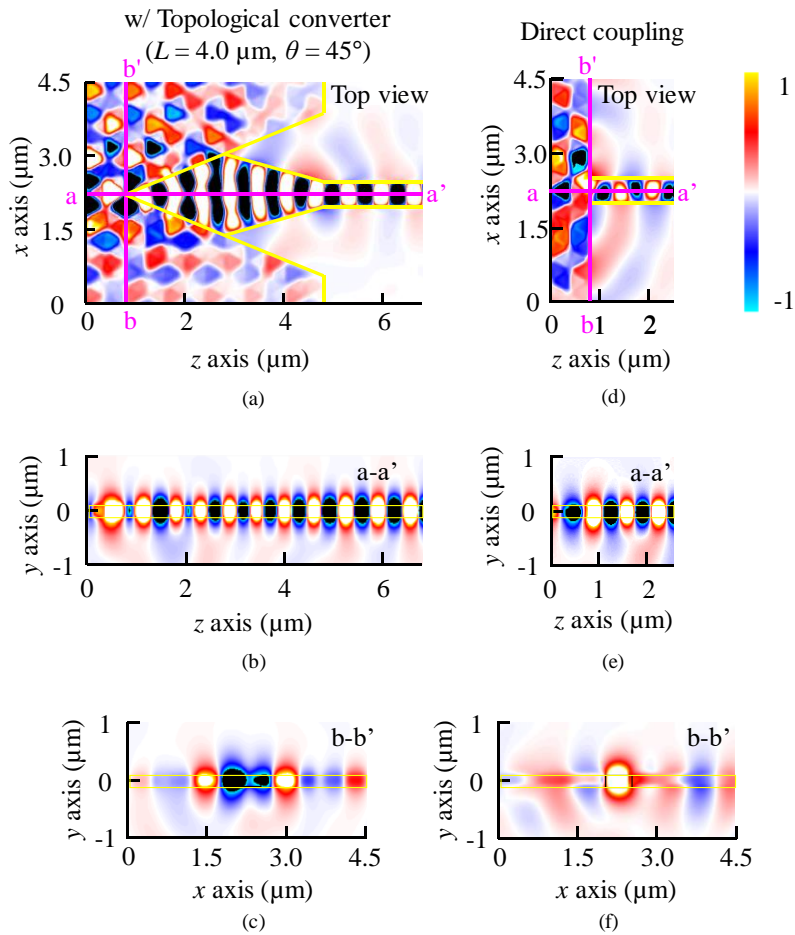 w/ Topological converter
(L = 4.0 µm, θ = 45°)
Direct coupling
b'
Top view
4.5
3.0
1.5
0
x axis (µm)
a
a’
0
b
2
4
6
z axis (µm)
(a)
b'
Top view
4.5
3.0
1.5
0
x axis (µm)
a
a’
0
b
1
2
z axis (µm)
(d)
1
-1
a-a’
1
0
-1
y axis (µm)
0
2
4
6
z axis (µm)
(b)
a-a’
1
0
-1
y axis (µm)
0
1
2
z axis (µm)
(e)
b-b’
1
0
-1
y axis (µm)
0
1.5
3.0
4.5
x axis (µm)
(c)
b-b’
1
0
-1
y axis (µm)
0
1.5
3.0
4.5
x axis (µm)
(f)